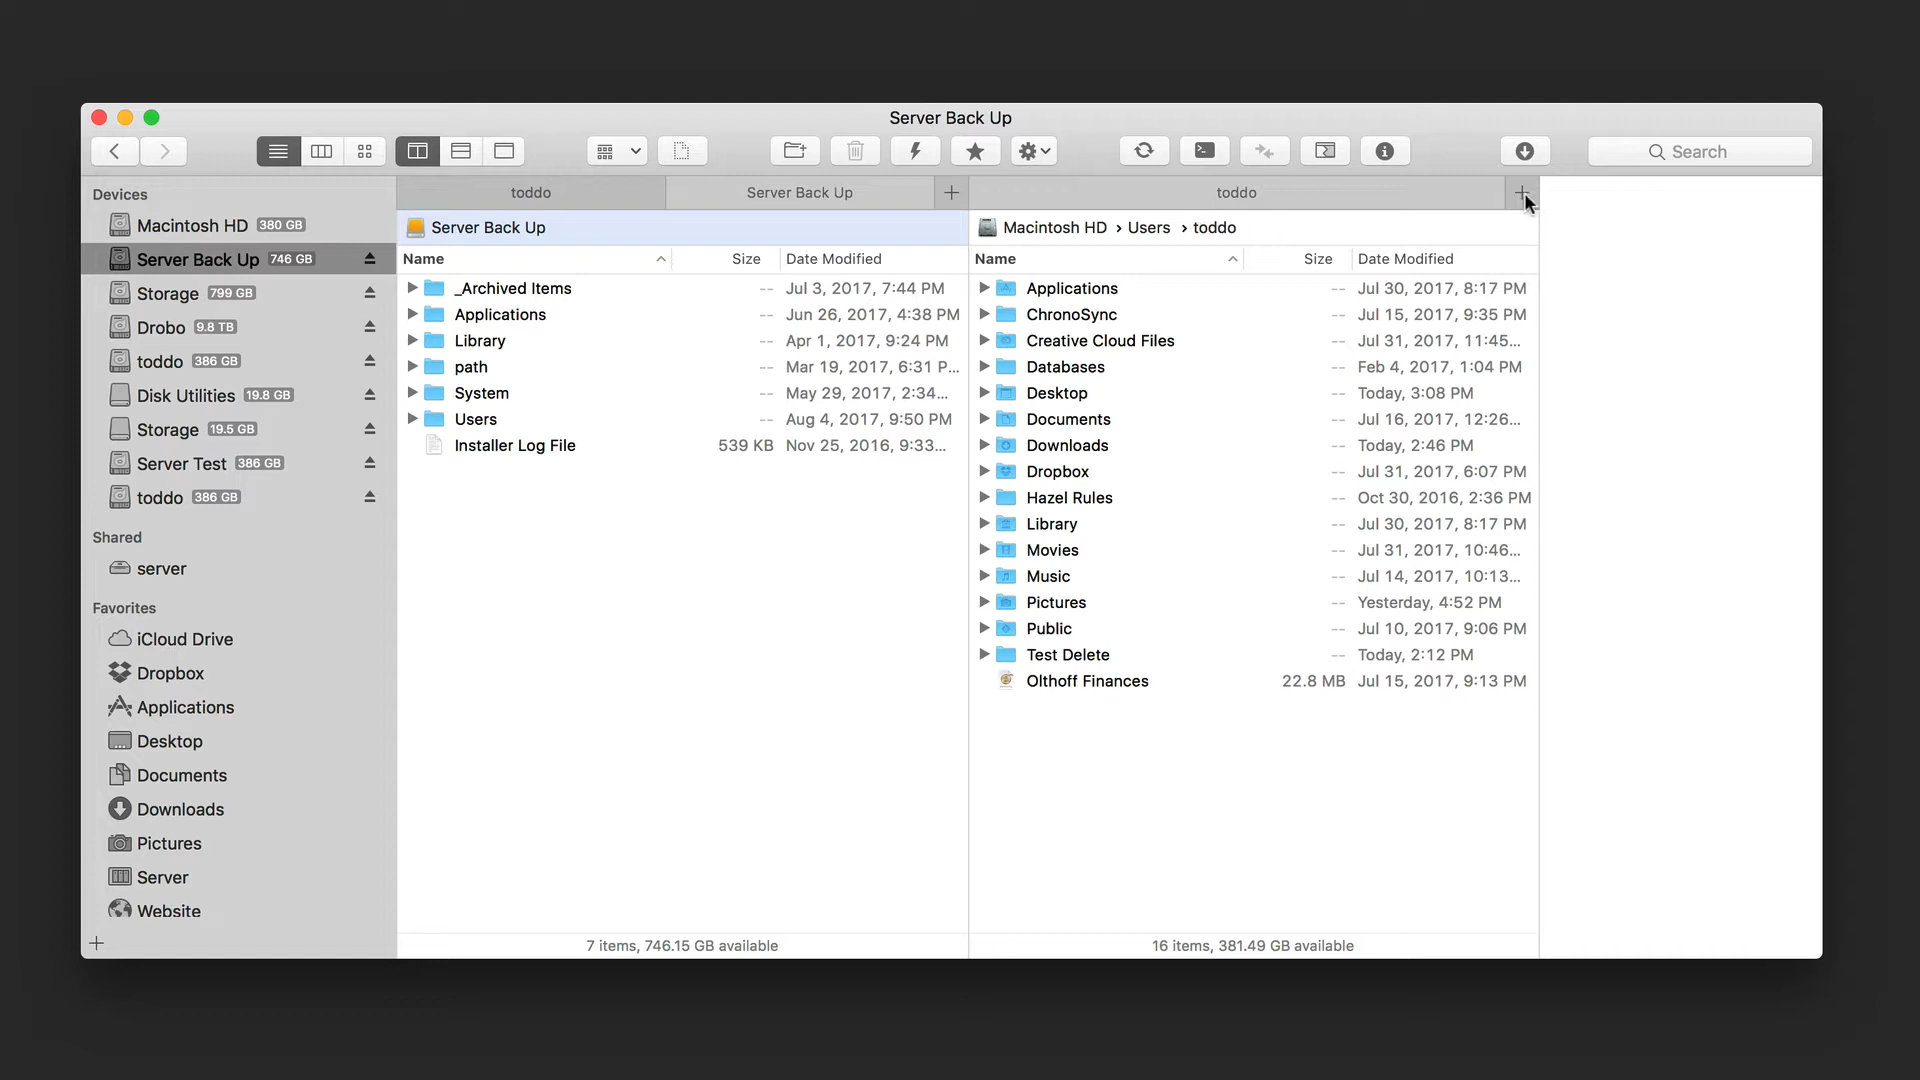 Server Back Up
Search
Devices
Macintosh HD 380 GB
Server Back Up 746 GB
Storage 799 GB
Drobo 9.8 TB
toddo 386 GB
Disk Utilities 19.8 GB
Storage 19.5 GB
Server Test 386 GB
toddo 386 GB
Shared
server
Favorites
iCloud Drive
Dropbox
Applications
Desktop
Documents
Downloads
Pictures
Server
Website
toddo
Server Back Up
Server Back Up
Name Size Date Modified
_Archived Items -- Jul 3, 2017, 7:44 PM
Applications -- Jun 26, 2017, 4:38 PM
Library -- Apr 1, 2017, 9:24 PM
path -- Mar 19, 2017, 6:31 P...
System -- May 29, 2017, 2:34...
Users -- Aug 4, 2017, 9:50 PM
Installer Log File 539 KB Nov 25, 2016, 9:33...
7 items, 746.15 GB available
toddo
Macintosh HD › Users › toddo
Name Size Date Modified
Applications -- Jul 30, 2017, 8:17 PM
ChronoSync -- Jul 15, 2017, 9:35 PM
Creative Cloud Files -- Jul 31, 2017, 11:45...
Databases -- Feb 4, 2017, 1:04 PM
Desktop -- Today, 3:08 PM
Documents -- Jul 16, 2017, 12:26...
Downloads -- Today, 2:46 PM
Dropbox -- Jul 31, 2017, 6:07 PM
Hazel Rules -- Oct 30, 2016, 2:36 PM
Library -- Jul 30, 2017, 8:17 PM
Movies -- Jul 31, 2017, 10:46...
Music -- Jul 14, 2017, 10:13...
Pictures -- Yesterday, 4:52 PM
Public -- Jul 10, 2017, 9:06 PM
Test Delete -- Today, 2:12 PM
Olthoff Finances 22.8 MB Jul 15, 2017, 9:13 PM
16 items, 381.49 GB available